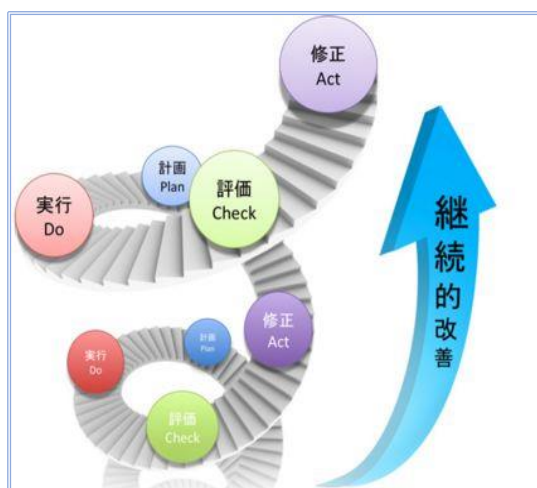 修正
Act
計画
Plan
実行
Do
評価
Check
継続的改善
修正
Act
計画
Plan
実行
Do
評価
Check